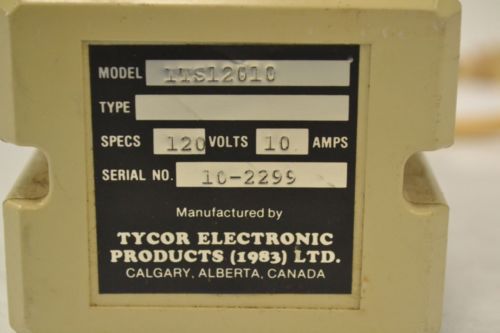 MODEL 1TS12010
TYPE
SPECS 120 VOLTS 10 AMPS
SERIAL NO. 10-2299
Manufactured by
TYCOR ELECTRONIC
PRODUCTS (1983) LTD.
CALGARY, ALBERTA, CANADA